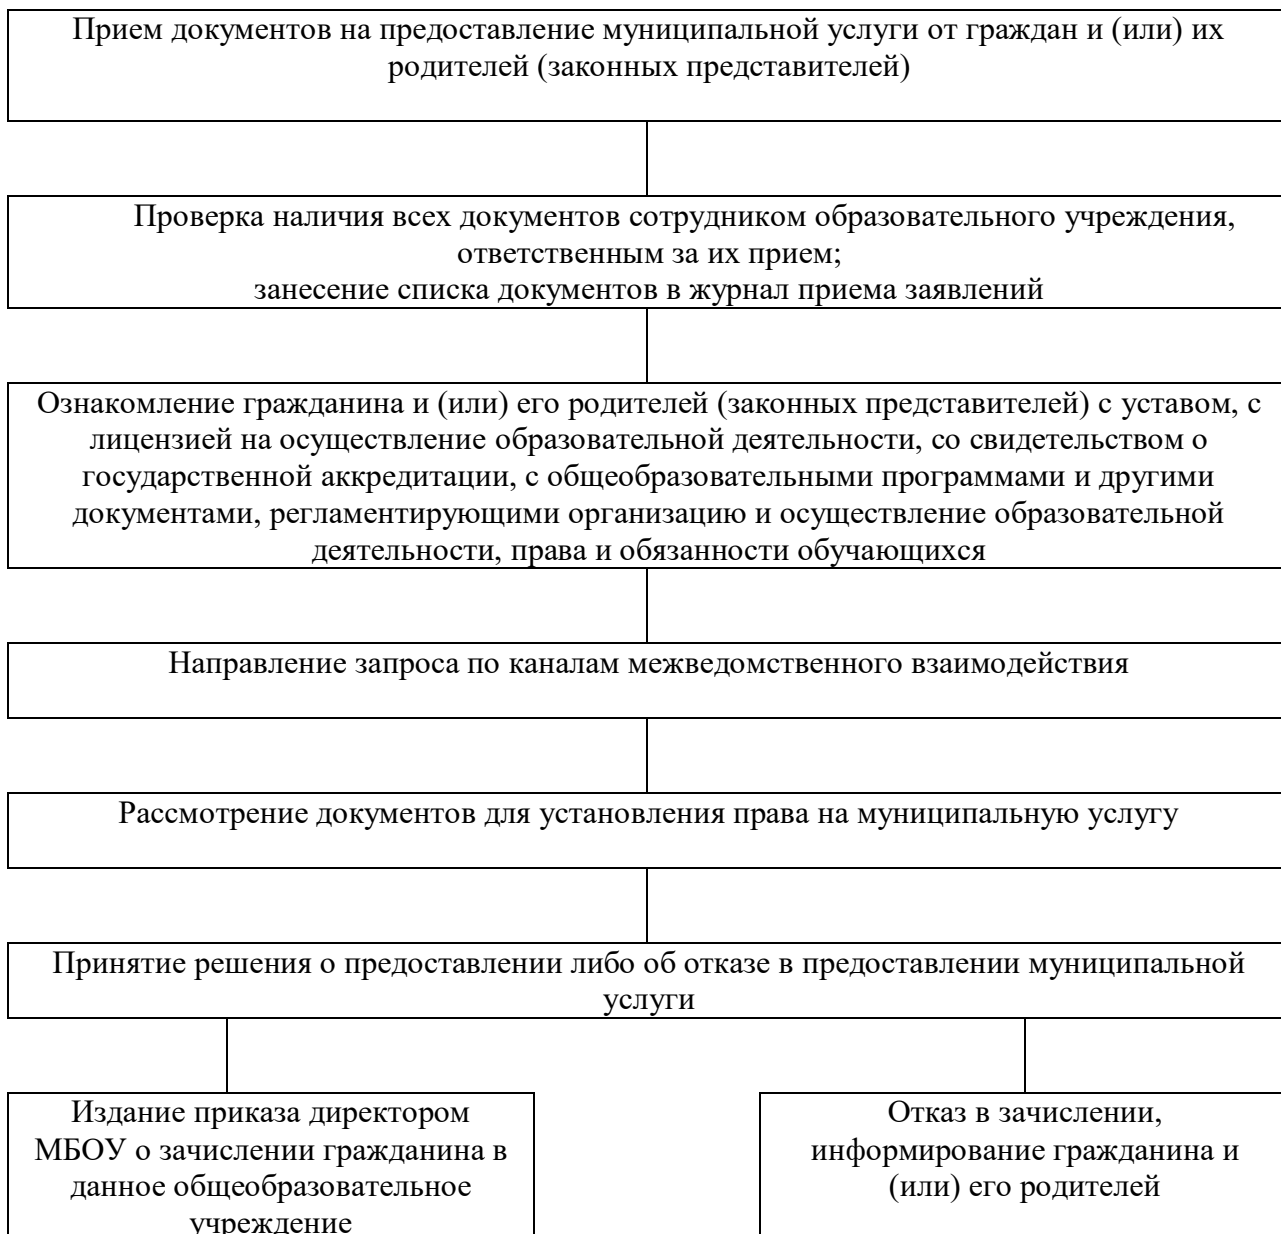 Прием документов на предоставление муниципальной услуги от граждан и (или) их
родителей (законных представителей)
Проверка наличия всех документов сотрудником образовательного учреждения,
ответственным за их прием;
занесение списка документов в журнал приема заявлений
Ознакомление гражданина и (или) его родителей (законных представителей) с уставом, с
лицензией на осуществление образовательной деятельности, со свидетельством о
государственной аккредитации, с общеобразовательными программами и другими
документами, регламентирующими организацию и осуществление образовательной
деятельности, права и обязанности обучающихся
Направление запроса по каналам межведомственного взаимодействия
Рассмотрение документов для установления права на муниципальную услугу
Принятие решения о предоставлении либо об отказе в предоставлении муниципальной
услуги
Издание приказа директором
МБОУ о зачислении гражданина в
данное общеобразовательное
учреждение
Отказ в зачислении,
информирование гражданина и
(или) его родителей